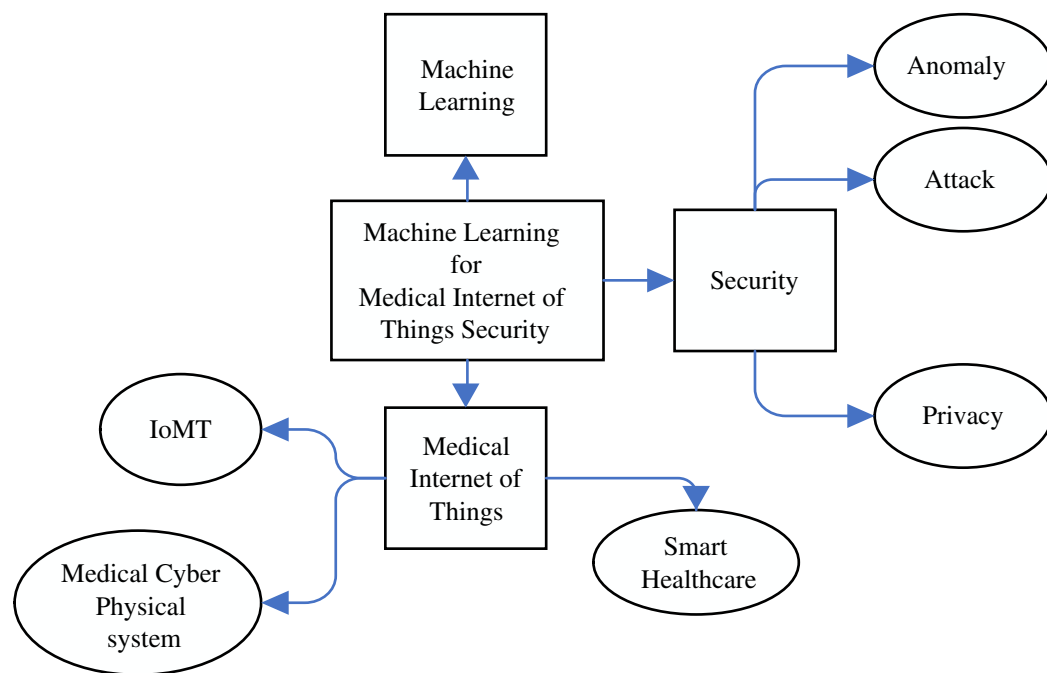 Machine
Learning
Anomaly
Attack
Machine Learning
for
Medical Internet of
Things Security
Security
Privacy
IoMT
Medical
Internet of
Things
Smart
Healthcare
Medical Cyber
Physical
system